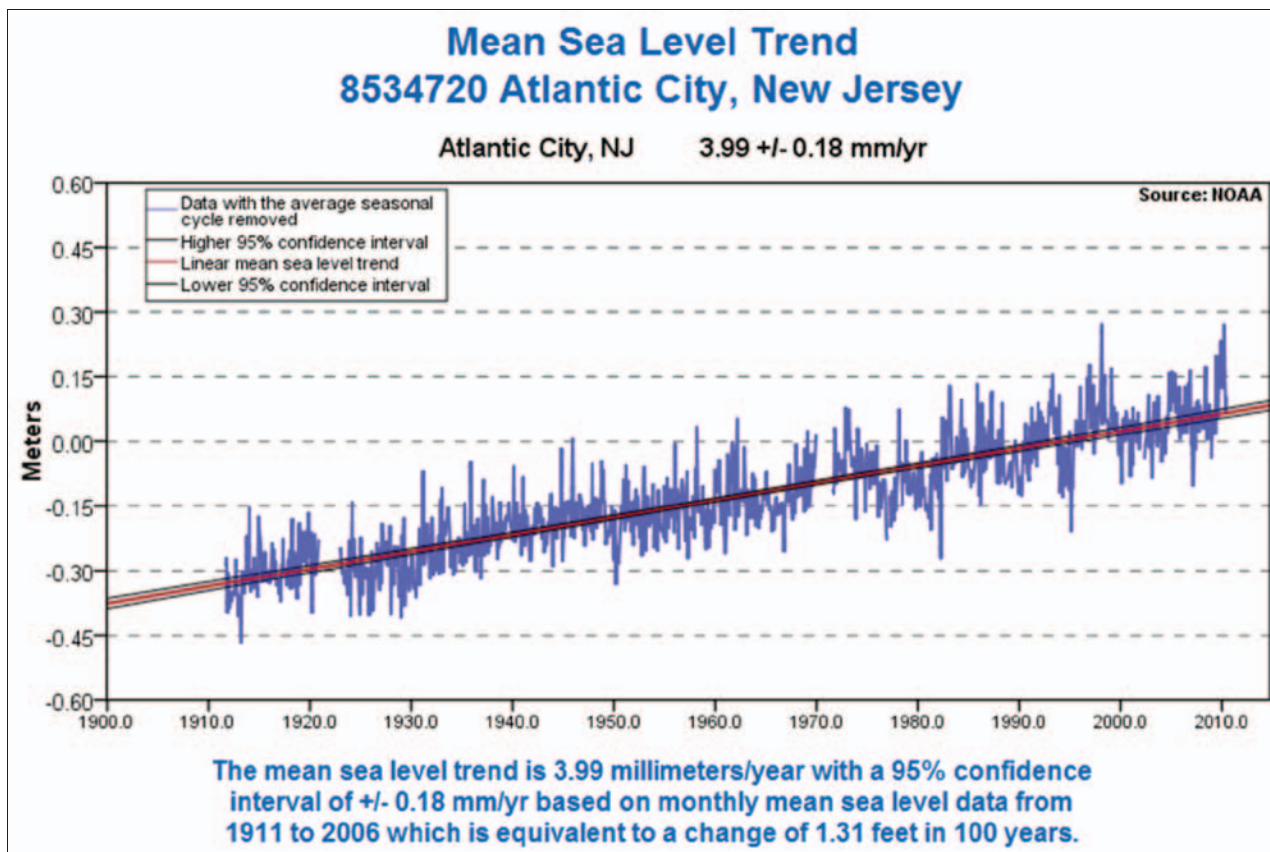 Mean Sea Level Trend
8534720 Atlantic City, New Jersey
Atlantic City, NJ 3.99 +/- 0.18 mm/yr
Source: NOAA
Data with the average seasonal
cycle removed
Higher 95% confidence interval
Linear mean sea level trend
Lower 95% confidence interval
Meters
0.60
0.45
0.30
0.15
0.00
-0.15
-0.30
-0.45
-0.60
1900.0 1910.0 1920.0 1930.0 1940.0 1950.0 1960.0 1970.0 1980.0 1990.0 2000.0 2010.0
The mean sea level trend is 3.99 millimeters/year with a 95% confidence
interval of +/- 0.18 mm/yr based on monthly mean sea level data from
1911 to 2006 which is equivalent to a change of 1.31 feet in 100 years.